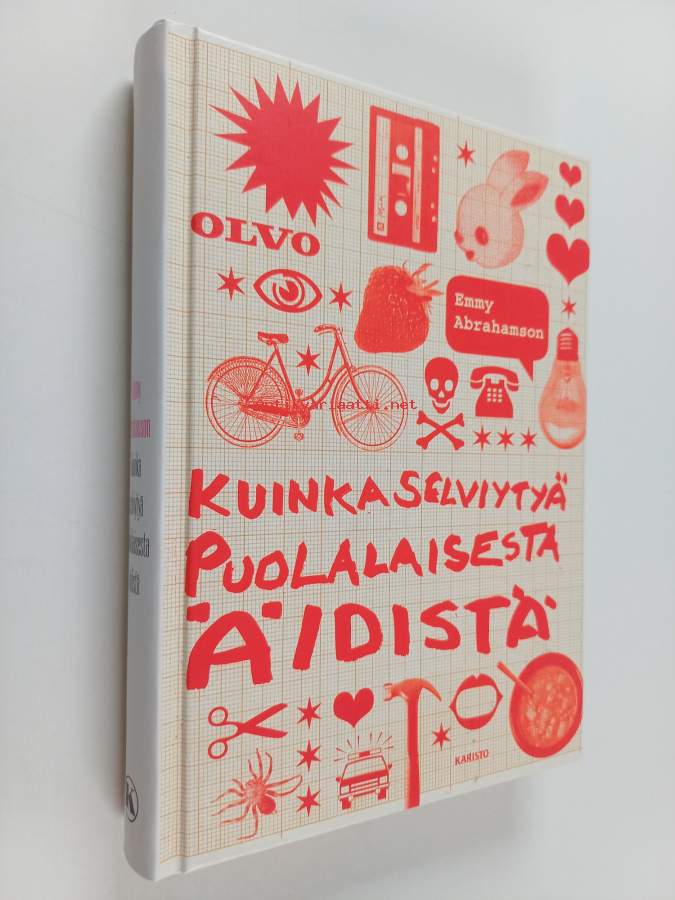 OLVO
Emmy
Abrahamson
KUINKA SELVIYTYÄ
PUOLALAISESTA
ÄIDISTÄ
KARISTO
K